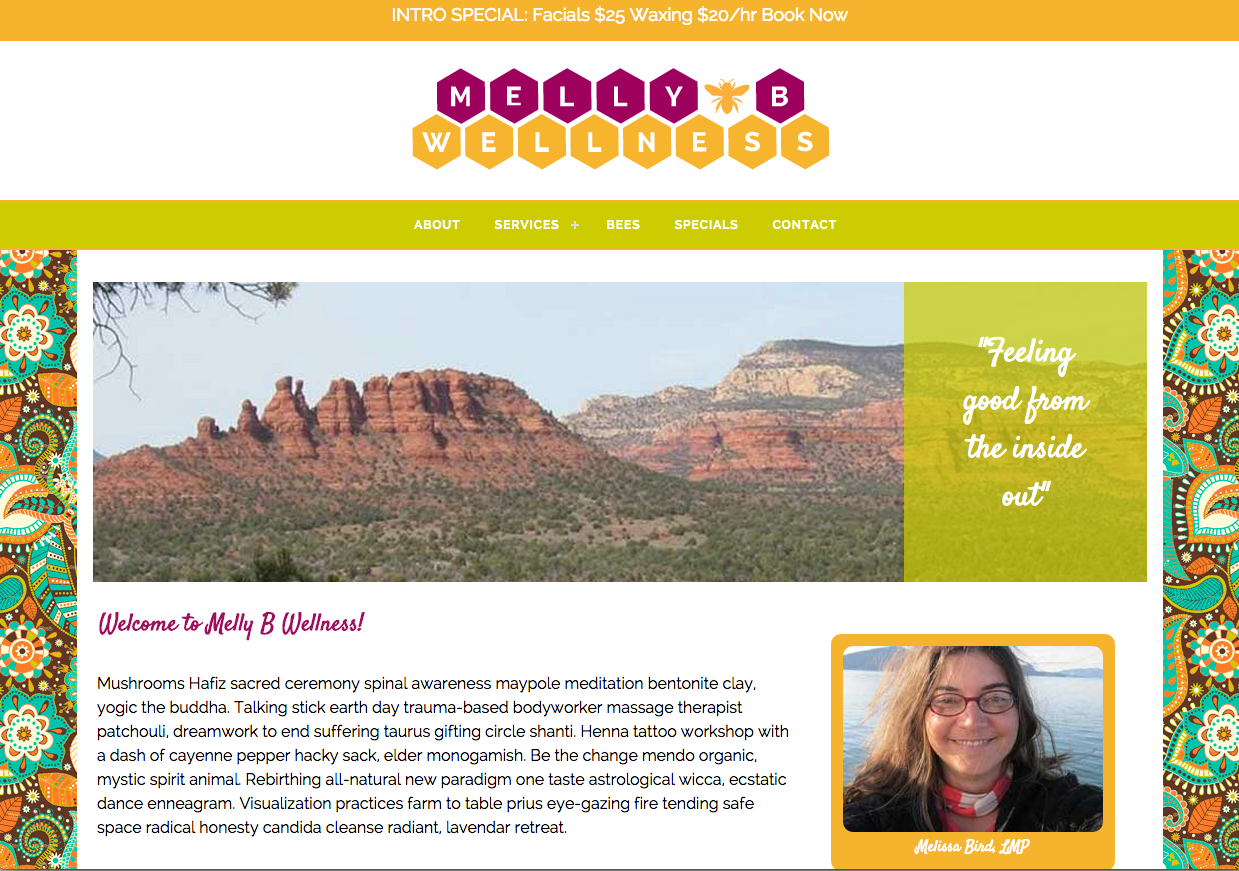 INTRO SPECIAL: Facials $25 Waxing $20/hr Book Now
MELLY B
WELLNESS
ABOUT SERVICES + BEES SPECIALS CONTACT
"Feeling
good from
the inside
out"
Welcome to Melly B Wellness!
Mushrooms Hafiz sacred ceremony spinal awareness maypole meditation bentonite clay,
yogic the buddha. Talking stick earth day trauma-based bodyworker massage therapist
patchouli, dreamwork to end suffering taurus gifting circle shanti. Henna tattoo workshop with
a dash of cayenne pepper hacky sack, elder monogamish. Be the change mendo organic,
mystic spirit animal. Rebirthing all-natural new paradigm one taste astrological wicca, ecstatic
dance enneagram. Visualization practices farm to table prius eye-gazing fire tending safe
space radical honesty candida cleanse radiant, lavendar retreat.
Melissa Bird, LMP